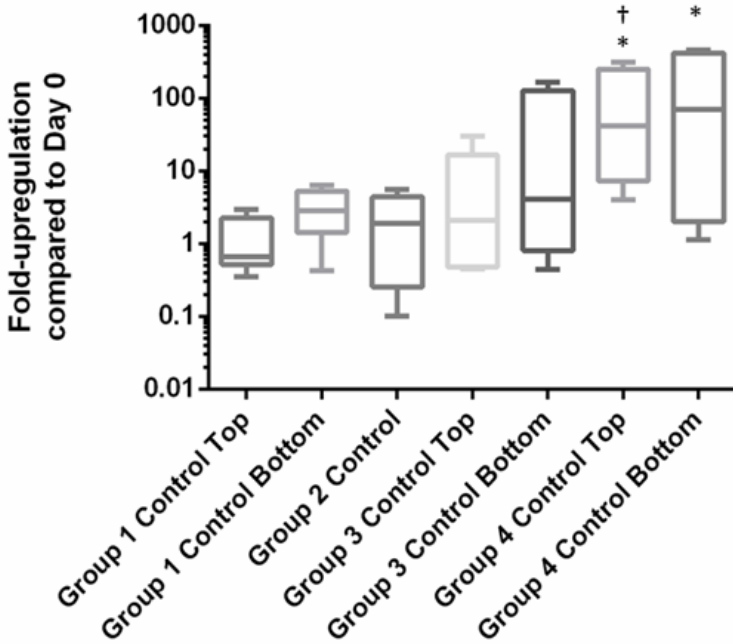 †
* *
1000
100
10
1
0.1
0.01
Fold-upregulation
compared to Day 0
Group 1 Control Top
Group 1 Control Bottom
Group 2 Control
Group 3 Control Top
Group 3 Control Bottom
Group 4 Control Top
Group 4 Control Bottom